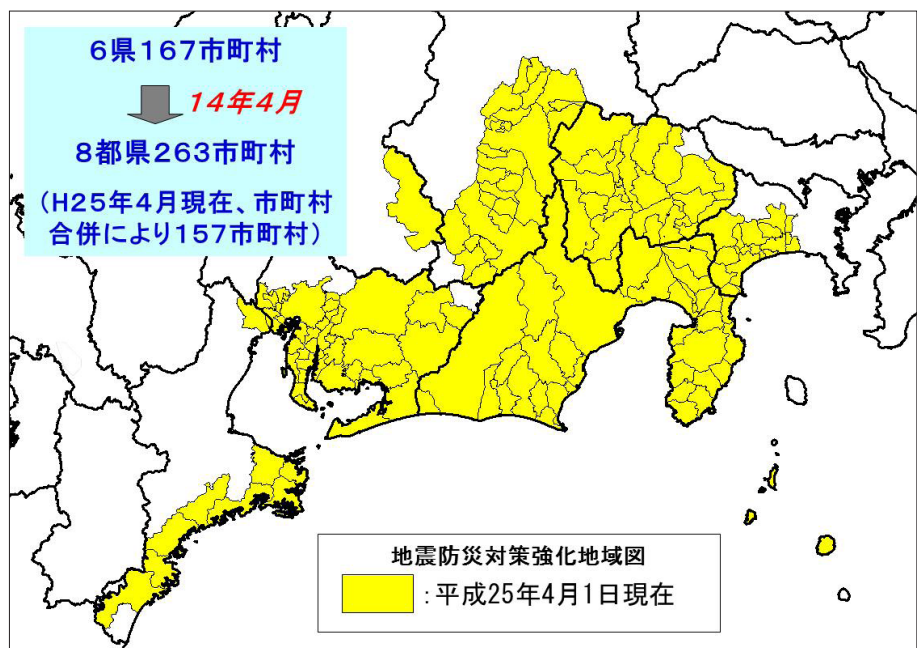 6県167市町村
14年4月
8都県263市町村
(H25年4月現在、市町村
合併により157市町村)
地震防災対策強化地域図
：平成25年4月1日現在